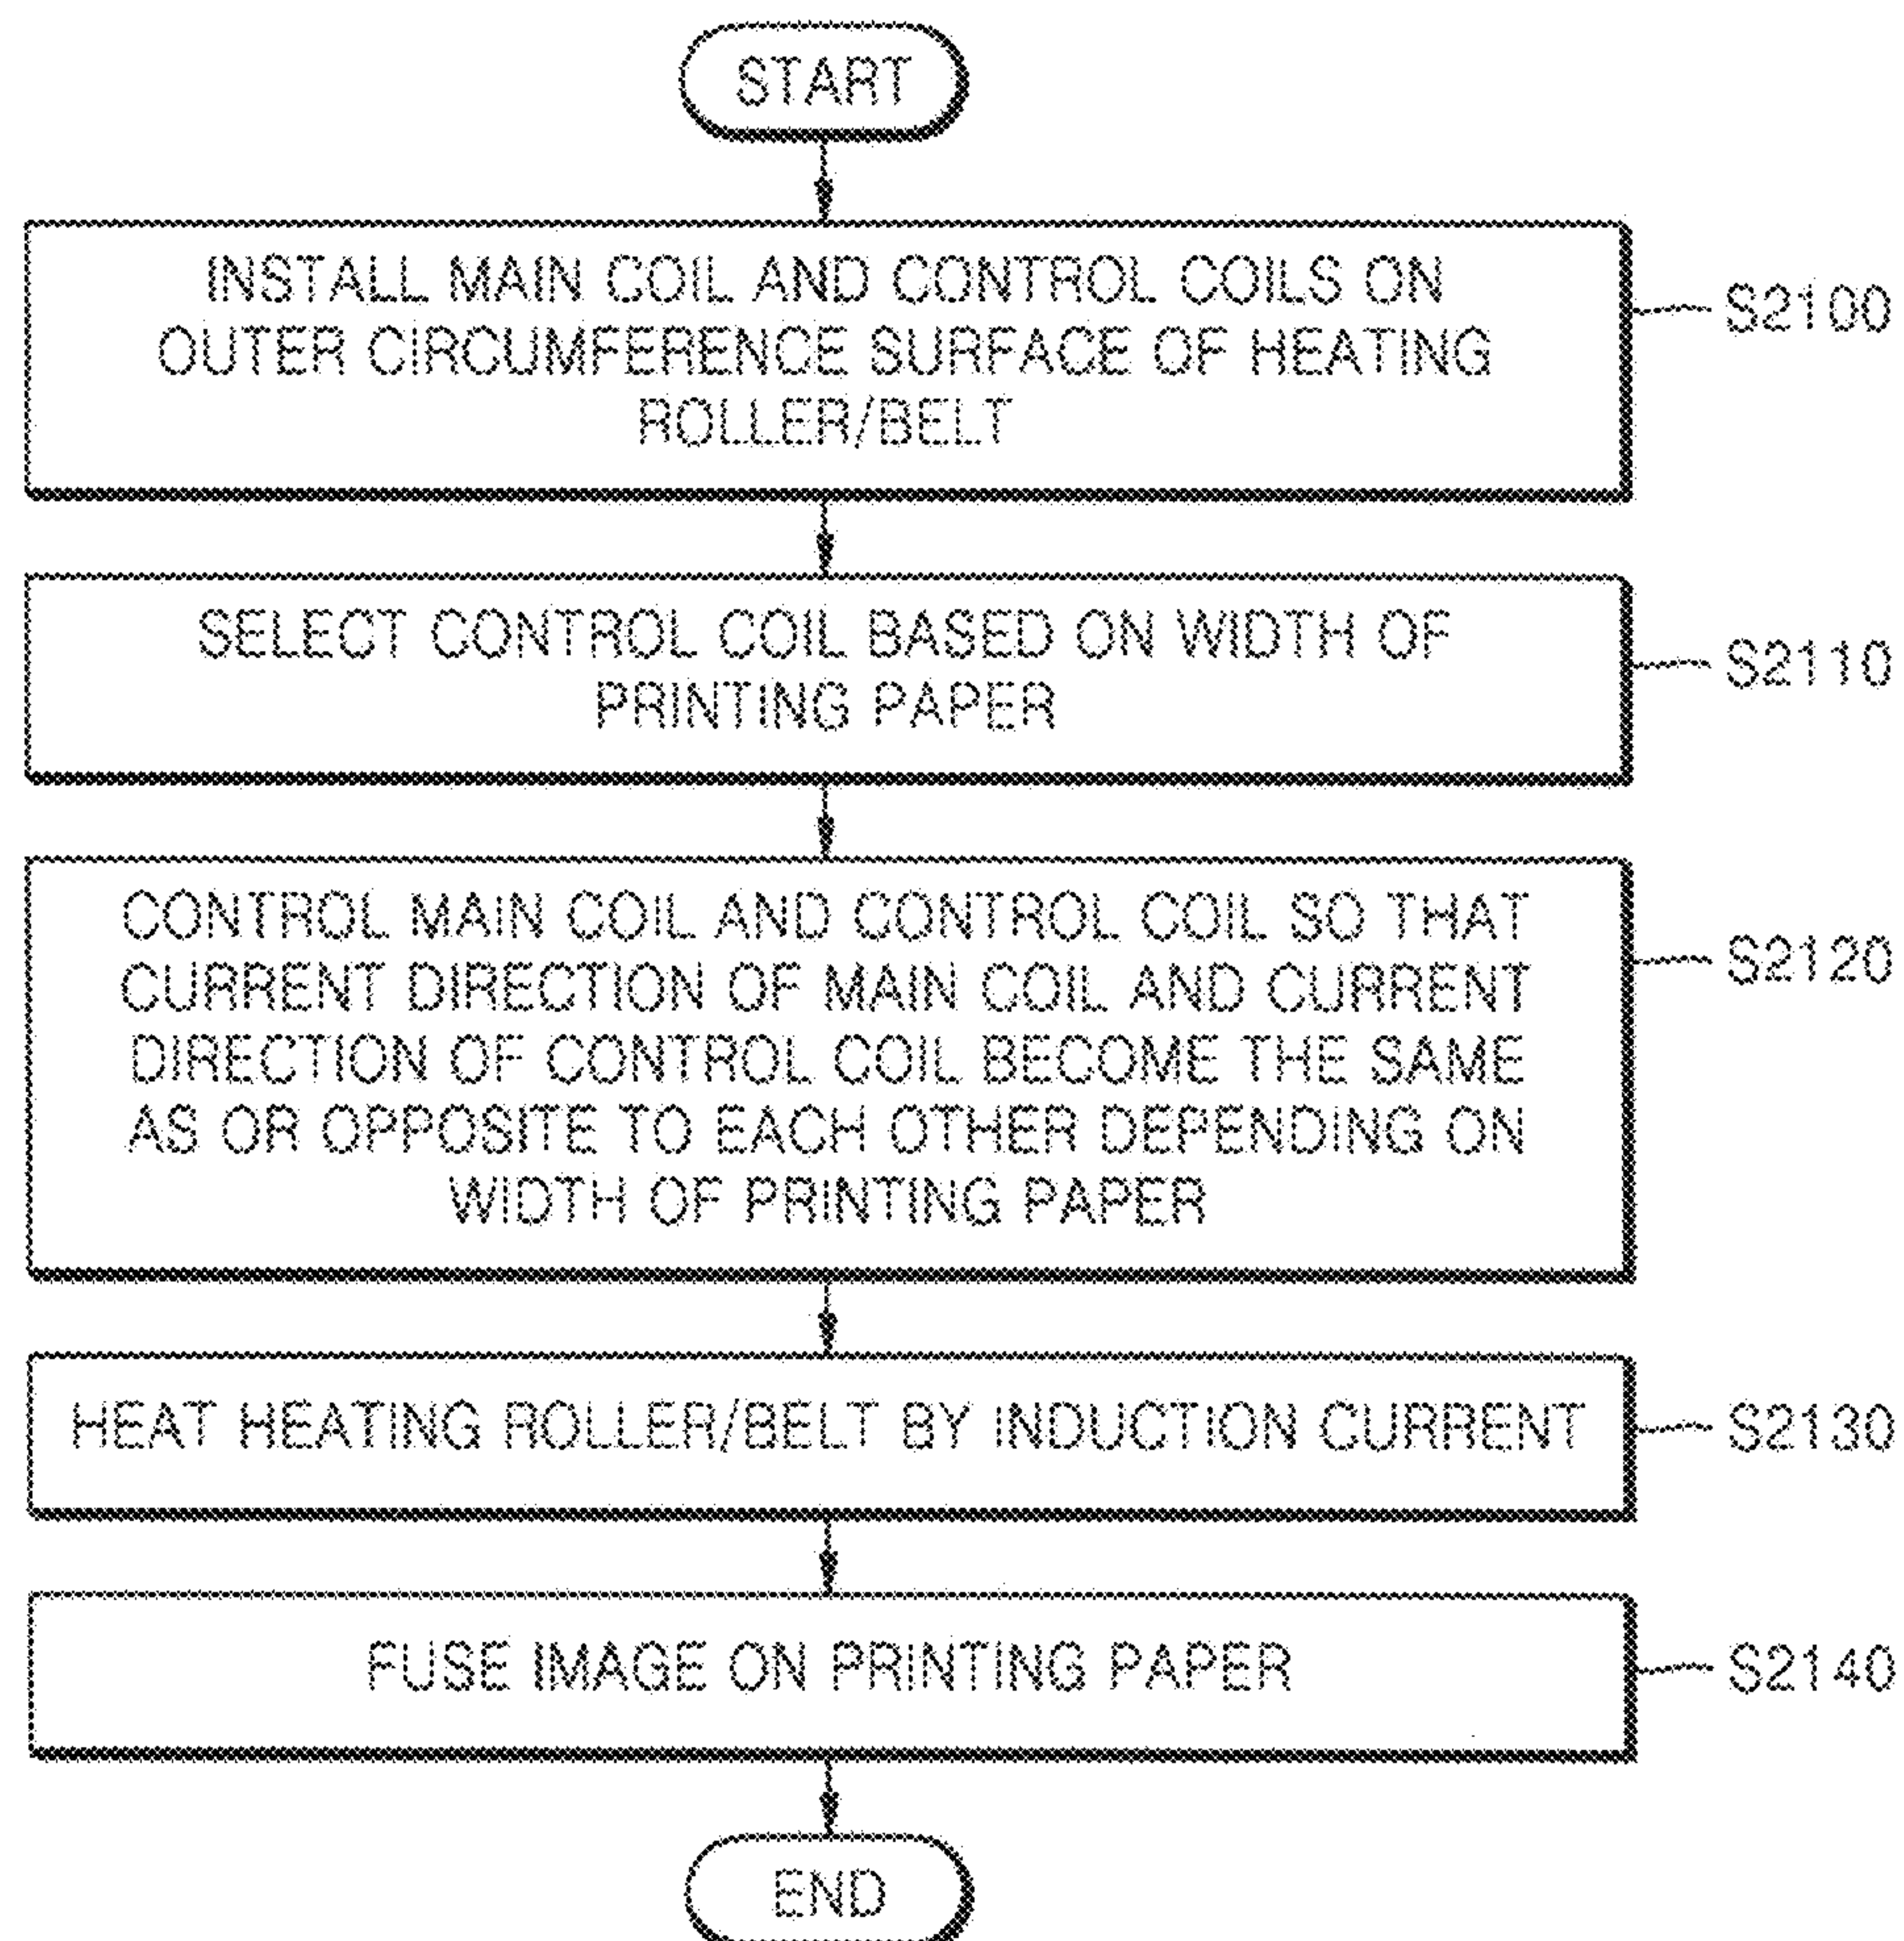 START
INSTALL MAIN COIL AND CONTROL COILS ON
OUTER CIRCUMFERENCE SURFACE OF HEATING
ROLLER/BELT
S2100
SELECT CONTROL COIL BASED ON WIDTH OF
PRINTING PAPER
S2110
CONTROL MAIN COIL AND CONTROL COIL SO THAT
CURRENT DIRECTION OF MAIN COIL AND CURRENT
DIRECTION OF CONTROL COIL BECOME THE SAME
AS OR OPPOSITE TO EACH OTHER DEPENDING ON
WIDTH OF PRINTING PAPER
S2120
HEAT HEATING ROLLER/BELT BY INDUCTION CURRENT
S2130
FUSE IMAGE ON PRINTING PAPER
S2140
END